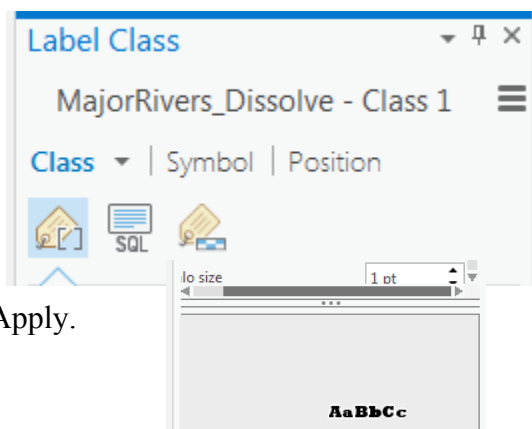 Label Class
MajorRivers_Dissolve - Class 1
Class | Symbol | Position
SQL
lo size 1 pt
Apply.
AaBbCc